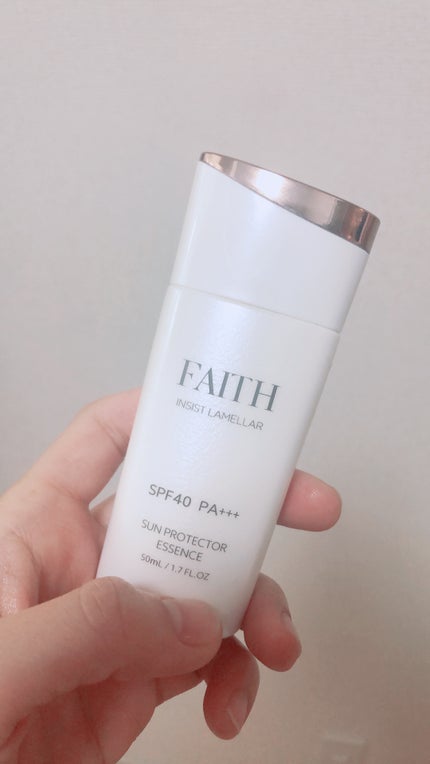 FAITH
INSIST LAMELLAR
SPF40 PA+++
SUN PROTECTOR
ESSENCE
50mL / 1.7 FL.OZ